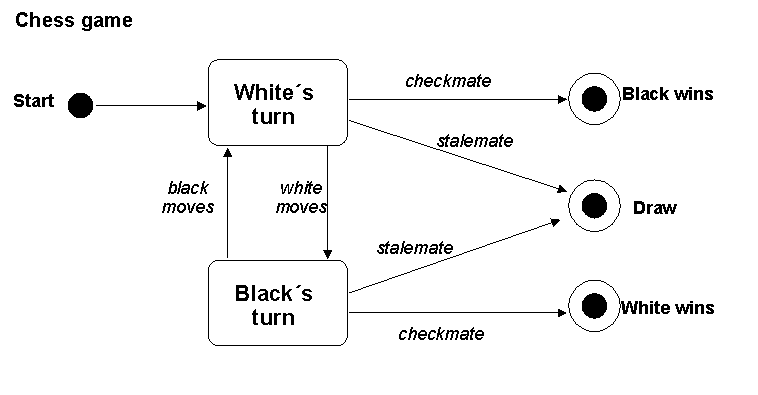 Chess game
Start
White´s
turn
checkmate
Black wins
stalemate
black
moves
white
moves
Draw
stalemate
Black´s
turn
White wins
checkmate